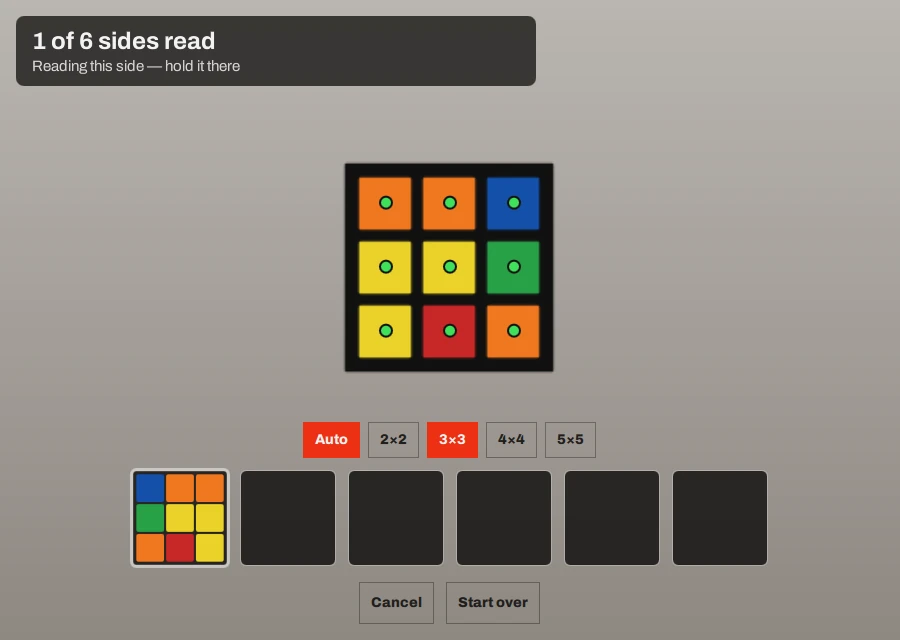 1 of 6 sides read
Reading this side — hold it there
Auto
2×2
3×3
4×4
5×5
Cancel
Start over